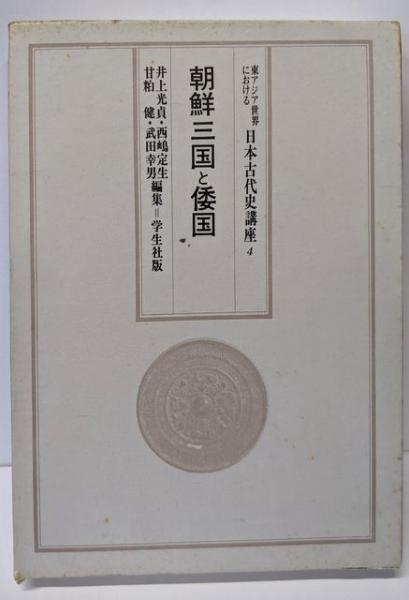 東アジア世界
における
日本古代史講座 4
朝鮮三国と倭国
井上光貞・西嶋定生
甘粕 健・武田幸男編集＝学生社版